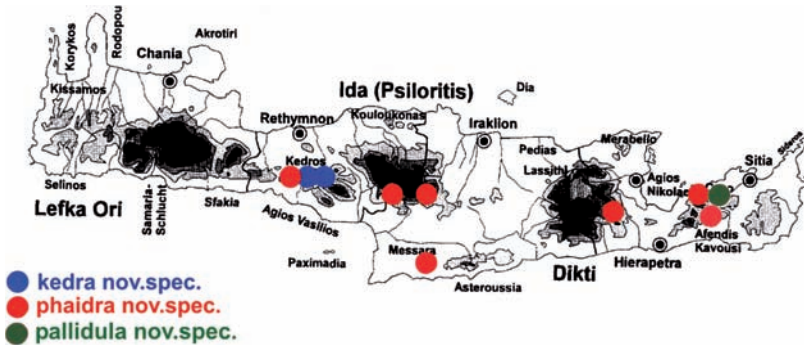 Korykos
Rodopou
Akrotiri
Chania
Kissamos
Ida (Psiloritis)
Dia
Rethymnon
Kouloukonas
Iraklion
Merabello
Sideros
Pedias
Kedros
Lassithi
Agios
Nikolaos
Sitia
Selinos
Lefka Ori
Samaria-
Schlucht
Sfakia
Agios Vasilios
Afendis
Kavousi
Messara
Paximadia
Dikti
Hierapetra
Asteroussia
kedra nov.spec.
phaidra nov.spec.
pallidula nov.spec.